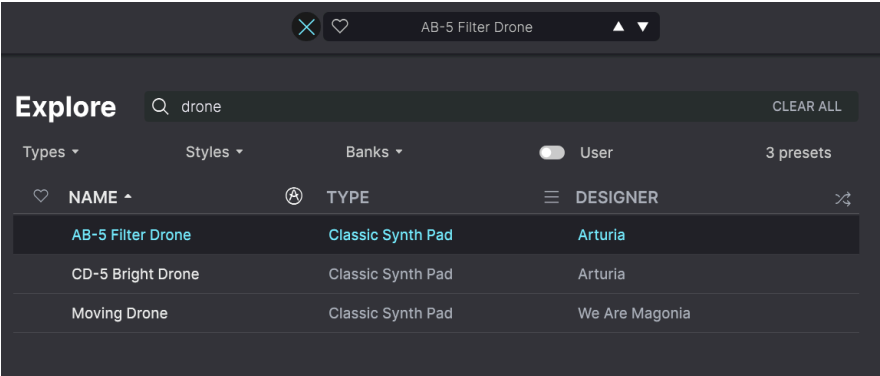 AB-5 Filter Drone
Explore drone CLEAR ALL
Types Styles Banks User 3 presets
NAME TYPE DESIGNER
AB-5 Filter Drone Classic Synth Pad Arturia
CD-5 Bright Drone Classic Synth Pad Arturia
Moving Drone Classic Synth Pad We Are Magonia